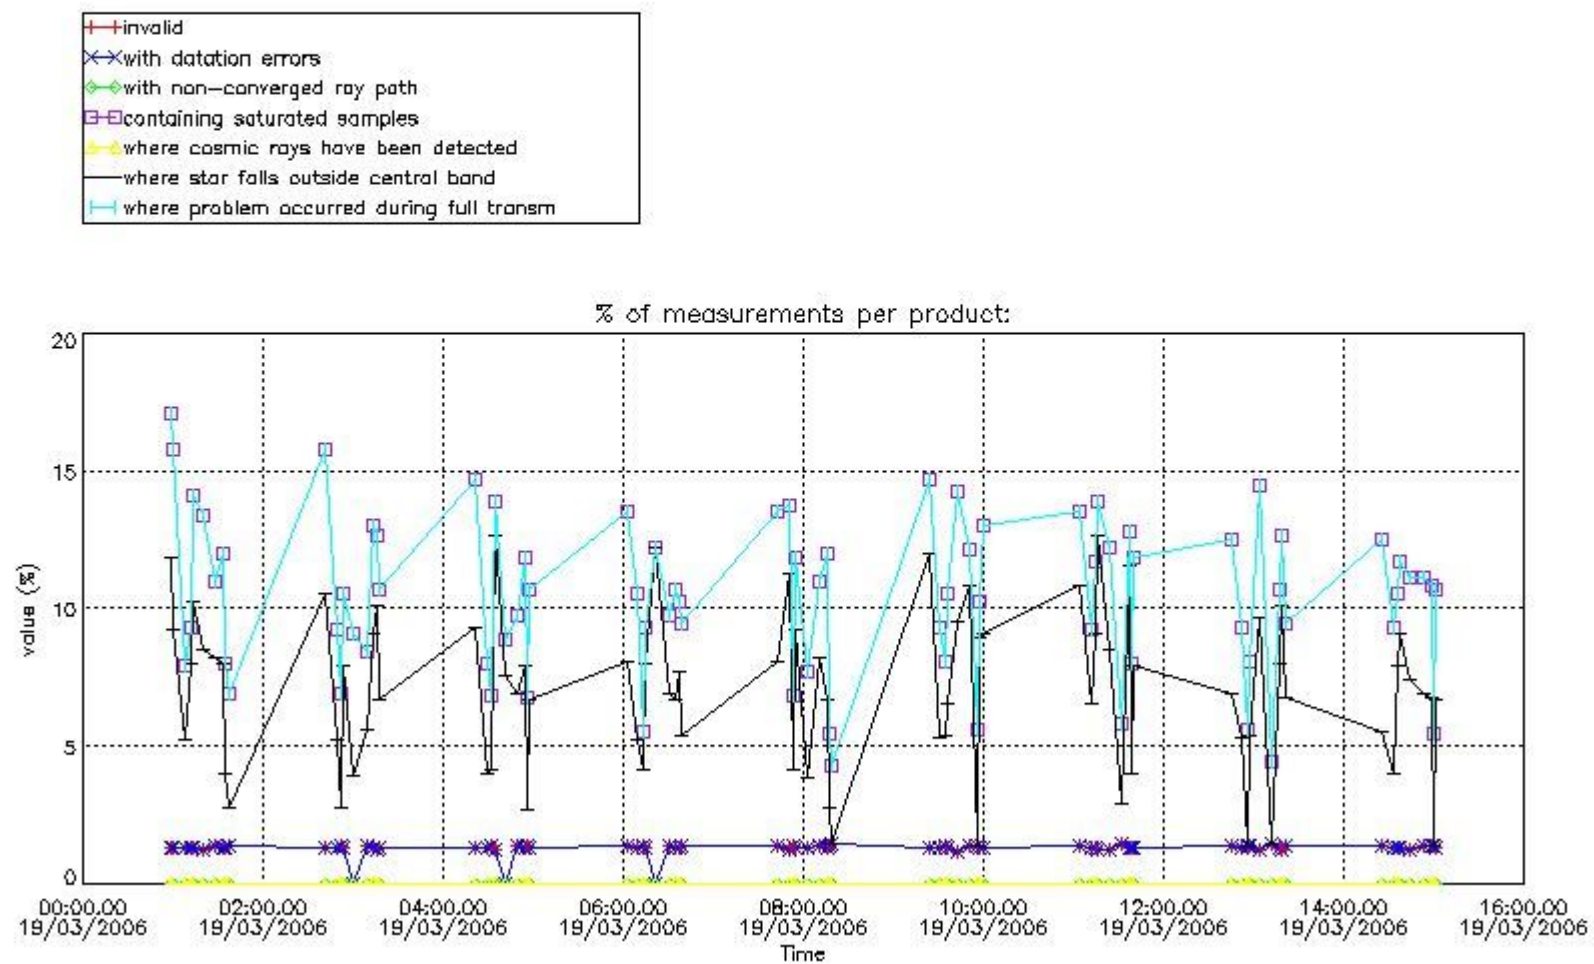 invalid
with datation errors
with non-converged ray path
containing saturated samples
where cosmic rays have been detected
where star falls outside central band
where problem occurred during full transm
% of measurements per product:
20
15
10
5
0
value (%)
00:00.00 02:00.00 04:00.00 06:00.00 08:00.00 10:00.00 12:00.00 14:00.00 16:00.00
19/03/2006 19/03/2006 19/03/2006 19/03/2006 19/03/2006 19/03/2006 19/03/2006 19/03/2006 19/03/2006
Time